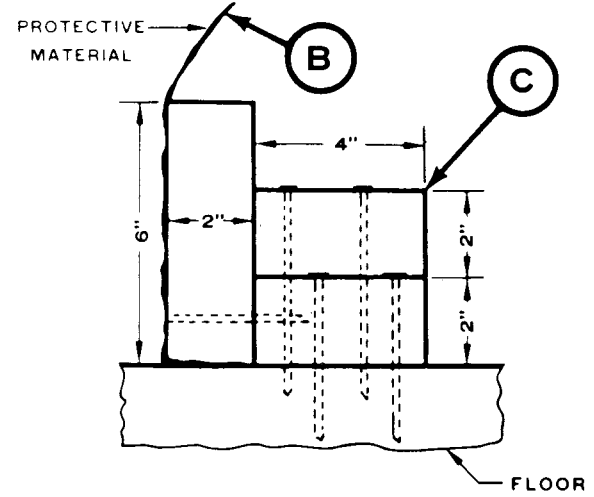 PROTECTIVE
MATERIAL
B
C
4"
2"
6"
2"
2"
FLOOR